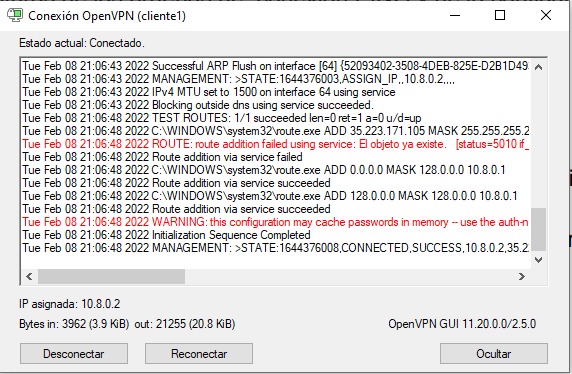 Conexión OpenVPN (cliente1)
Estado actual: Conectado.
Tue Feb 08 21:06:43 2022 Successful ARP Flush on interface [64] {52093402-3508-4DEB-825E-D2B1D49
Tue Feb 08 21:06:43 2022 MANAGEMENT: >STATE:1644376003,ASSIGN_IP,,10.8.0.2,,,,
Tue Feb 08 21:06:43 2022 IPv4 MTU set to 1500 on interface 64 using service
Tue Feb 08 21:06:43 2022 Blocking outside dns using service succeeded.
Tue Feb 08 21:06:48 2022 TEST ROUTES: 1/1 succeeded len=0 ret=1 a=0 u/d=up
Tue Feb 08 21:06:48 2022 C:\WINDOWS\system32\route.exe ADD 35.223.171.105 MASK 255.255.255.2
Tue Feb 08 21:06:48 2022 ROUTE: route addition failed using service: El objeto ya existe. [status=5010 if_
Tue Feb 08 21:06:48 2022 Route addition via service failed
Tue Feb 08 21:06:48 2022 C:\WINDOWS\system32\route.exe ADD 0.0.0.0 MASK 128.0.0.0 10.8.0.1
Tue Feb 08 21:06:48 2022 Route addition via service succeeded
Tue Feb 08 21:06:48 2022 C:\WINDOWS\system32\route.exe ADD 128.0.0.0 MASK 128.0.0.0 10.8.0.1
Tue Feb 08 21:06:48 2022 Route addition via service succeeded
Tue Feb 08 21:06:48 2022 WARNING: this configuration may cache passwords in memory -- use the auth-n
Tue Feb 08 21:06:48 2022 Initialization Sequence Completed
Tue Feb 08 21:06:48 2022 MANAGEMENT: >STATE:1644376008,CONNECTED,SUCCESS,10.8.0.2,35.2
IP asignada: 10.8.0.2
Bytes in: 3962 (3.9 KiB) out: 21255 (20.8 KiB)
OpenVPN GUI 11.20.0.0/2.5.0
Desconectar
Reconectar
Ocultar